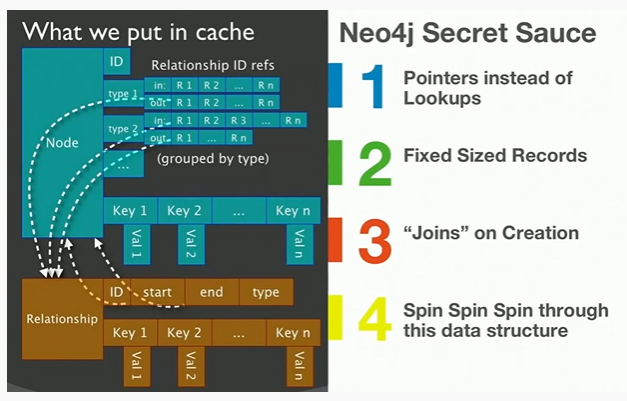 What we put in cache
ID
Relationship ID refs
type 1
in: R 1 R 2 ... R n
out R 1 R 2 ... R n
type 2
in: R 1 R 2 R 3 ... R n
out R 1 ... R n
Node
...
(grouped by type)
Key 1 Key 2 ... Key n
Val 1 Val 2 Val n
ID start end type
Relationship
Key 1 Key 2 ... Key n
Val 1 Val 2 Val n
Neo4j Secret Sauce
1 Pointers instead of
Lookups
2 Fixed Sized Records
3 “Joins” on Creation
4 Spin Spin Spin through
this data structure